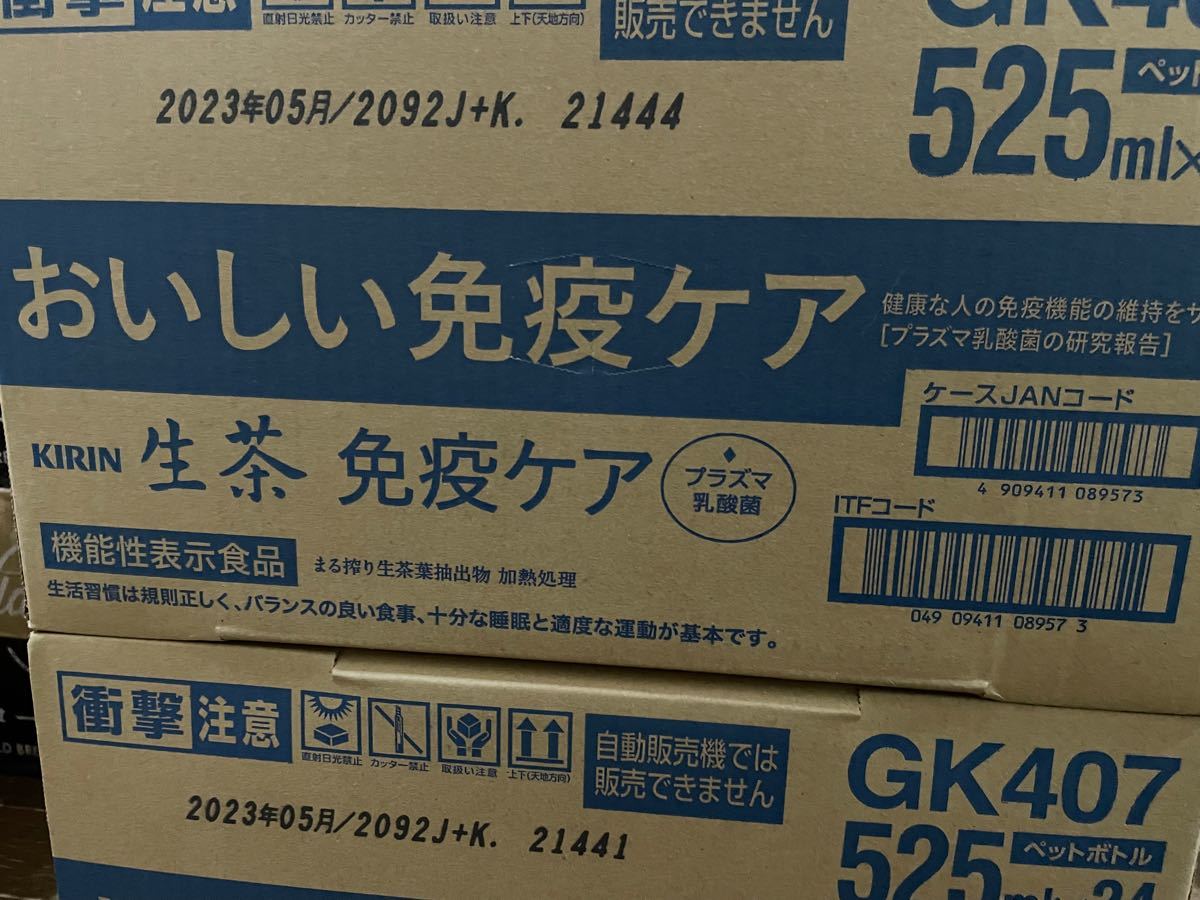 衝撃注意
直射日光禁止 カッター禁止 取扱い注意 上下(天地方向)
販売できません
525ml×
2023年05月/2092J+K. 21444
おいしい免疫ケア
健康な人の免疫機能の維持を
[プラズマ乳酸菌の研究報告]
ケースJANコード
4 909411 089573
KIRIN 生茶 免疫ケア
プラズマ
乳酸菌
ITFコード
049 09411 08957 3
機能性表示食品 まる搾り生茶葉抽出物 加熱処理
生活習慣は規則正しく、バランスの良い食事、十分な睡眠と適度な運動が基本です。
衝撃注意
直射日光禁止 カッター禁止 取扱い注意 上下(天地方向)
自動販売機では
販売できません
GK407
2023年05月/2092J+K. 21441
525ml×24
ペットボトル